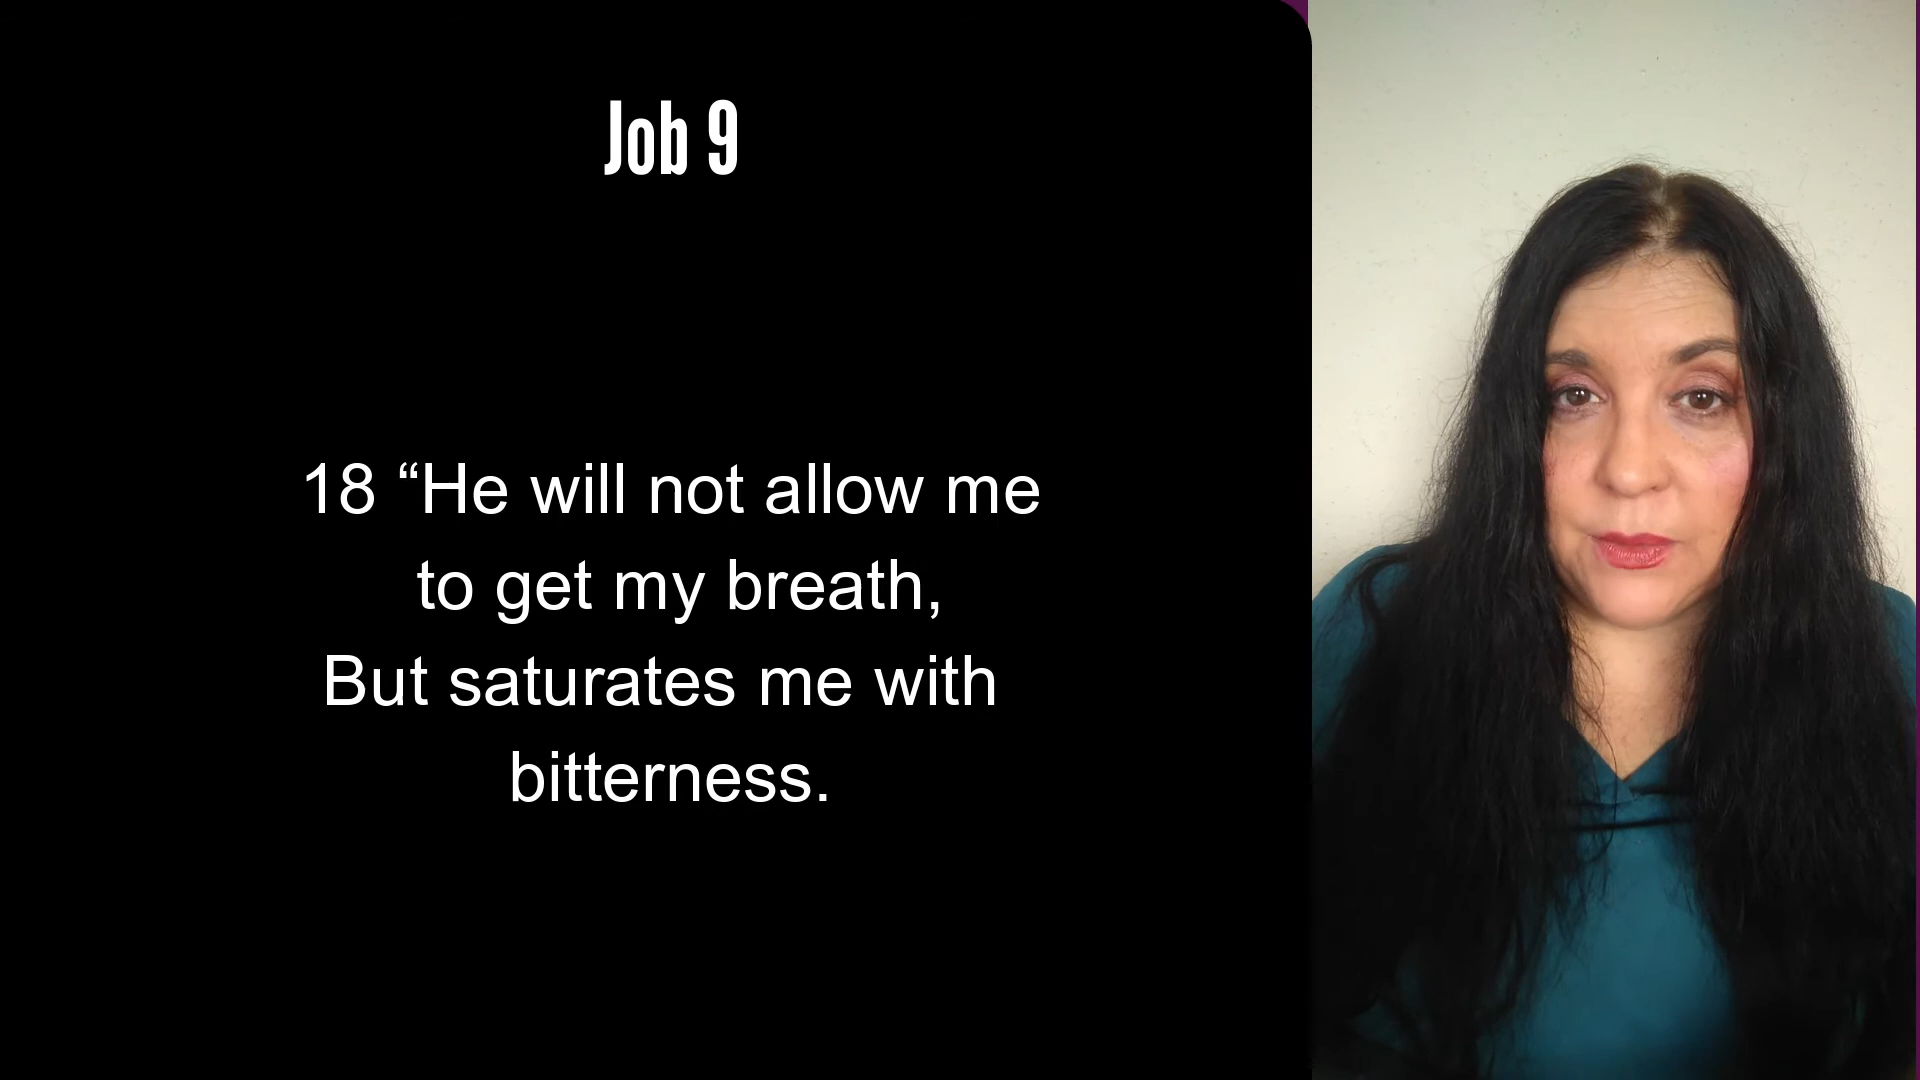 Job 9
18 “He will not allow me
to get my breath,
But saturates me with
bitterness.